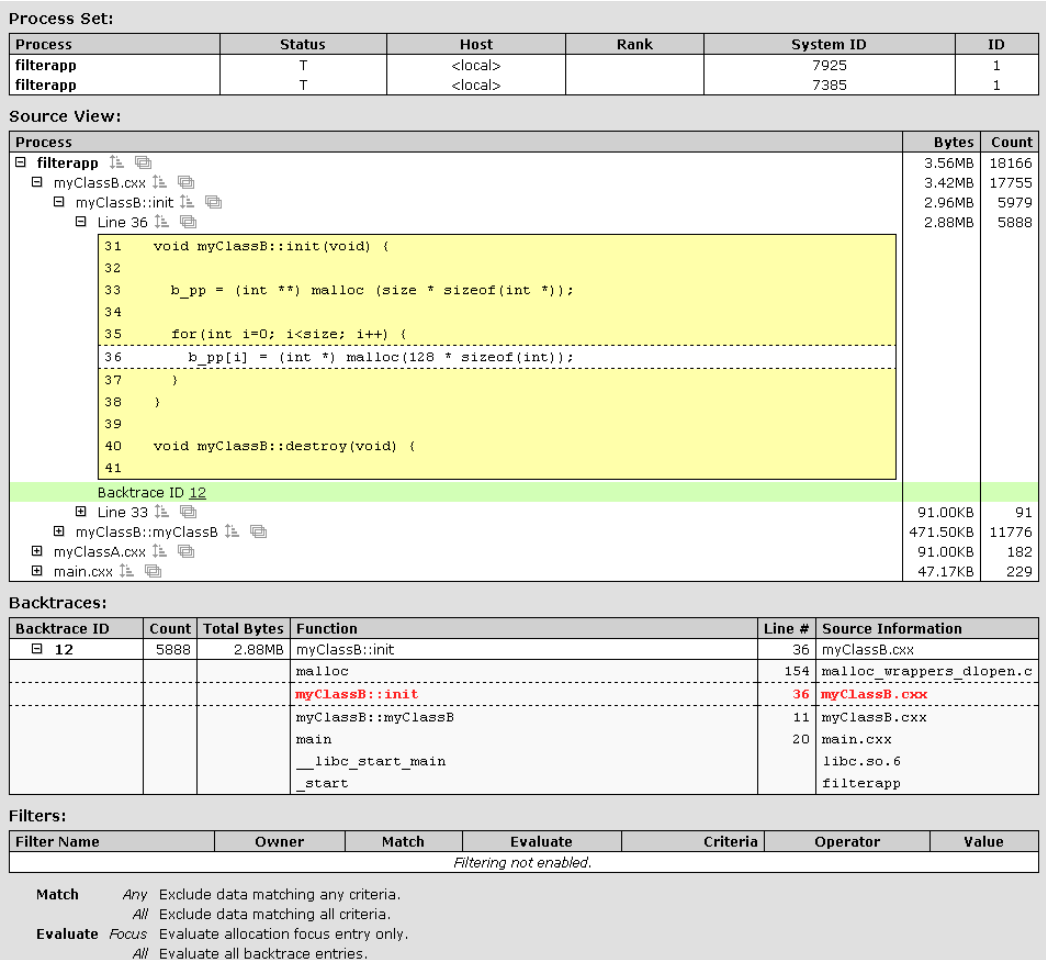 Process Set:
Process Status Host Rank System ID ID
filterapp T <local> 7925 1
filterapp T <local> 7385 1
Source View:
Process Bytes Count
filterapp 3.56MB 18166
myClassB.cxx 3.42MB 17755
myClassB::init 2.96MB 5979
Line 36 2.88MB 5888
31 void myClassB::init(void) {
32
33 b_pp = (int **) malloc (size * sizeof(int *));
34
35 for(int i=0; i<size; i++) {
36 b_pp[i] = (int *) malloc(128 * sizeof(int));
37 }
38 }
39
40 void myClassB::destroy(void) {
41
Backtrace ID 12
Line 33 91.00KB 91
myClassB::myClassB 471.50KB 11776
myClassA.cxx 91.00KB 182
main.cxx 47.17KB 229
Backtraces:
Backtrace ID Count Total Bytes Function Line # Source Information
12 5888 2.88MB myClassB::init 36 myClassB.cxx
malloc 154 malloc_wrappers_dlopen.c
myClassB::init 36 myClassB.cxx
myClassB::myClassB 11 myClassB.cxx
main 20 main.cxx
__libc_start_main libc.so.6
_start filterapp
Filters:
Filter Name Owner Match Evaluate Criteria Operator Value
Filtering not enabled.
Match Any Exclude data matching any criteria.
All Exclude data matching all criteria.
Evaluate Focus Evaluate allocation focus entry only.
All Evaluate all backtrace entries.